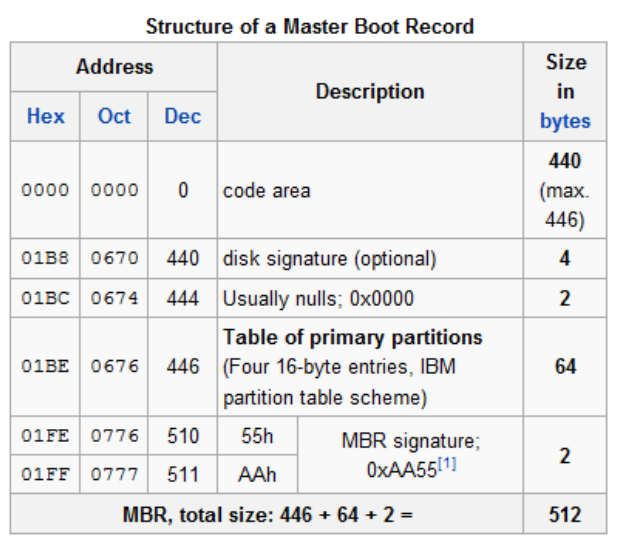 Structure of a Master Boot Record
Address
Description
Size in bytes
Hex Oct Dec
0000 0000 0 code area 440 (max. 446)
01B8 0670 440 disk signature (optional) 4
01BC 0674 444 Usually nulls; 0x0000 2
01BE 0676 446 Table of primary partitions
(Four 16-byte entries, IBM
partition table scheme)
64
01FE 0776 510 55h MBR signature;
0xAA55[1]
2
01FF 0777 511 AAh
MBR, total size: 446 + 64 + 2 = 512